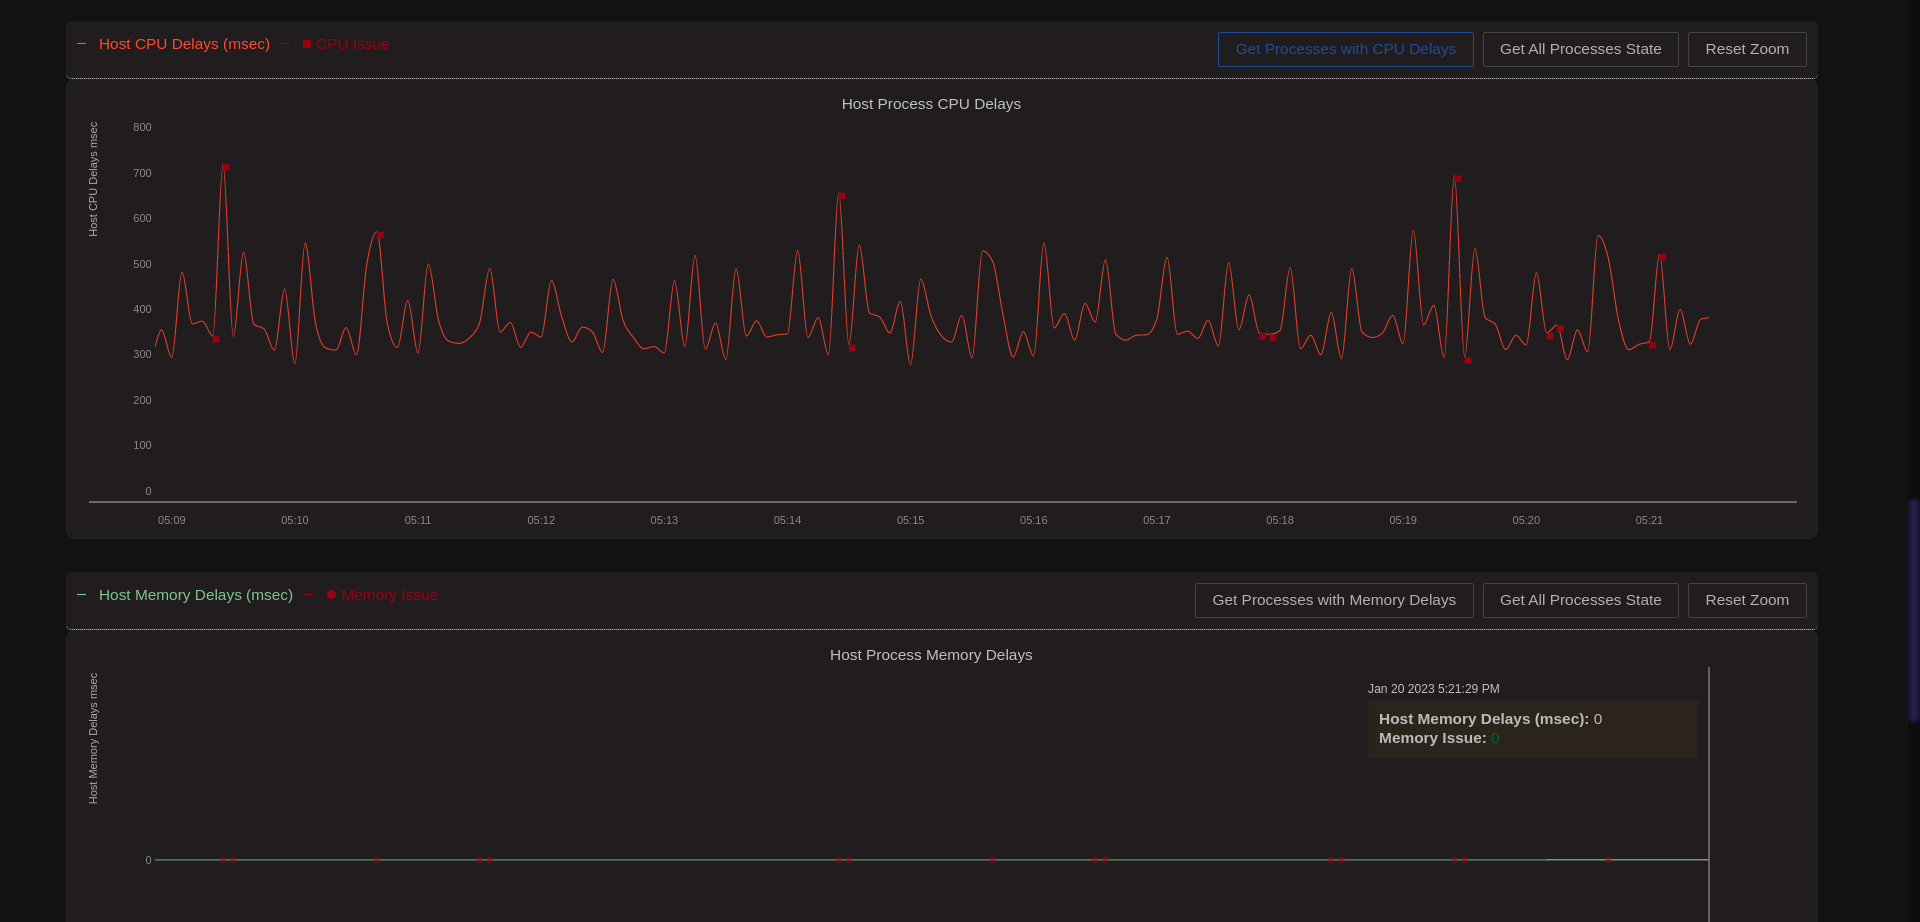 Host CPU Delays (msec) CPU Issue
Get Processes with CPU Delays Get All Processes State Reset Zoom
Host Process CPU Delays
Host CPU Delays msec
800
700
600
500
400
300
200
100
0
05:09 05:10 05:11 05:12 05:13 05:14 05:15 05:16 05:17 05:18 05:19 05:20 05:21
Host Memory Delays (msec) Memory Issue
Get Processes with Memory Delays Get All Processes State Reset Zoom
Host Process Memory Delays
Host Memory Delays msec
Jan 20 2023 5:21:29 PM
Host Memory Delays (msec): 0
Memory Issue: 0
0